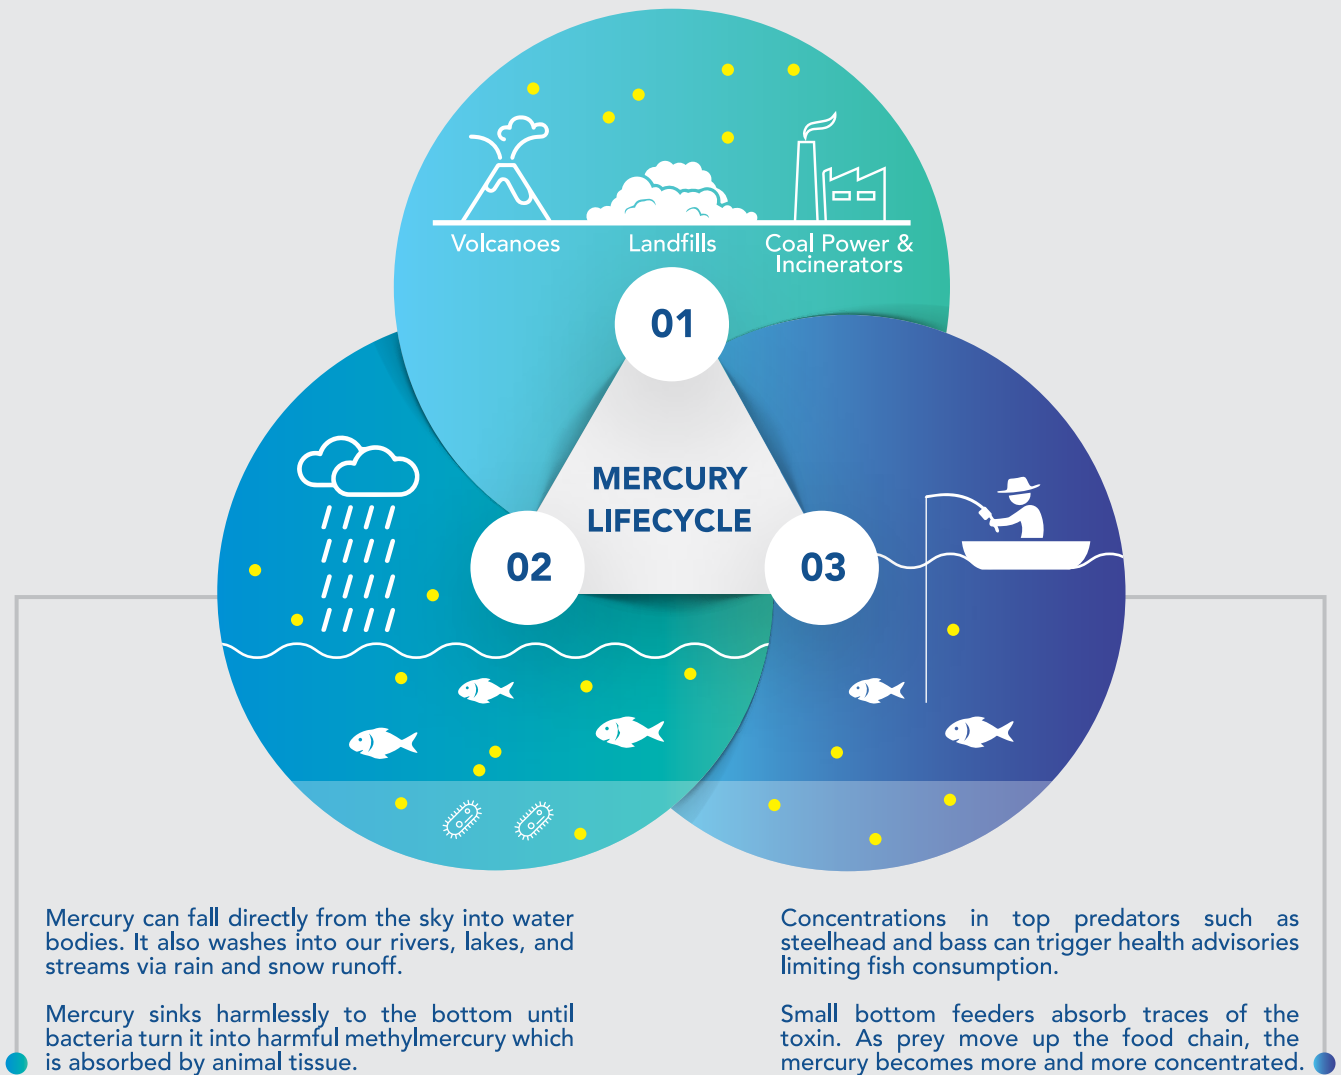 Volcanoes
Landfills
Coal Power &
Incinerators
01
MERCURY
LIFECYCLE
02
03
Mercury can fall directly from the sky into water
bodies. It also washes into our rivers, lakes, and
streams via rain and snow runoff.
Mercury sinks harmlessly to the bottom until
bacteria turn it into harmful methylmercury which
is absorbed by animal tissue.
Concentrations in top predators such as
steelhead and bass can trigger health advisories
limiting fish consumption.
Small bottom feeders absorb traces of the
toxin. As prey move up the food chain, the
mercury becomes more and more concentrated.